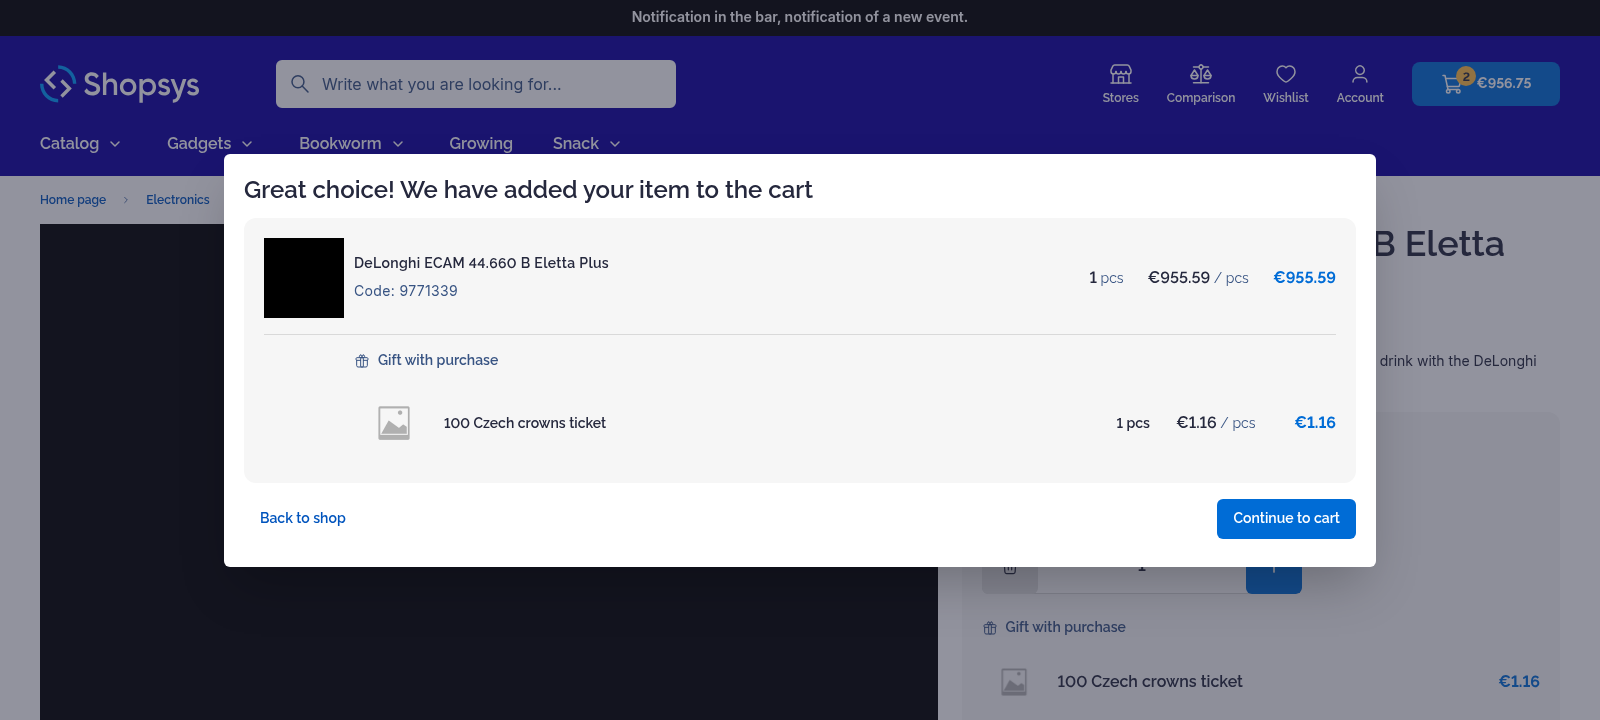 Notification in the bar, notification of a new event.
Shopsys
Write what you are looking for...
Stores
Comparison
Wishlist
Account
2
€956.75
Catalog
Gadgets
Bookworm
Growing
Snack
Home page
Electronics
B Eletta
Great choice! We have added your item to the cart
DeLonghi ECAM 44.660 B Eletta Plus
Code: 9771339
1 pcs
€955.59 / pcs
€955.59
Gift with purchase
100 Czech crowns ticket
1 pcs
€1.16 / pcs
€1.16
drink with the DeLonghi
Back to shop
Continue to cart
Gift with purchase
100 Czech crowns ticket
€1.16